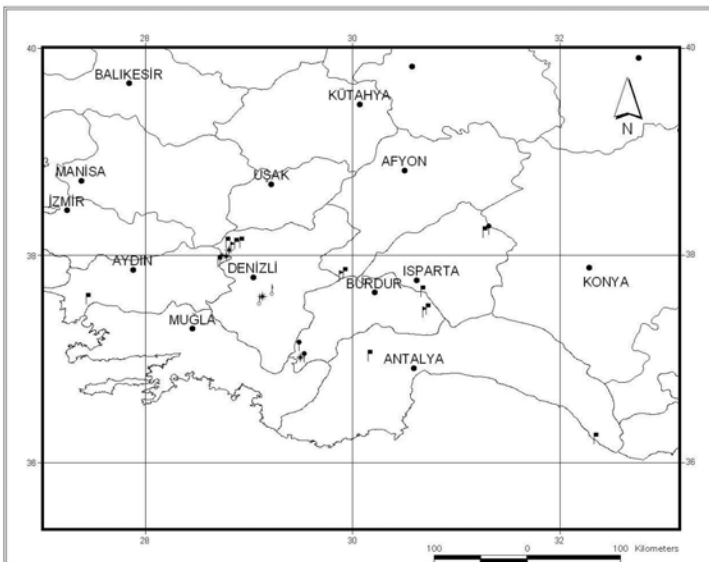 28 30 32
40 40
BALIKESİR
KÜTAHYA
N
AFYON
MANİSA
UŞAK
İZMİR
38 38
AYDIN
DENİZLİ
ISPARTA
KONYA
BURDUR
MUĞLA
ANTALYA
36 36
28 30 32
100 0 100 Kilometers